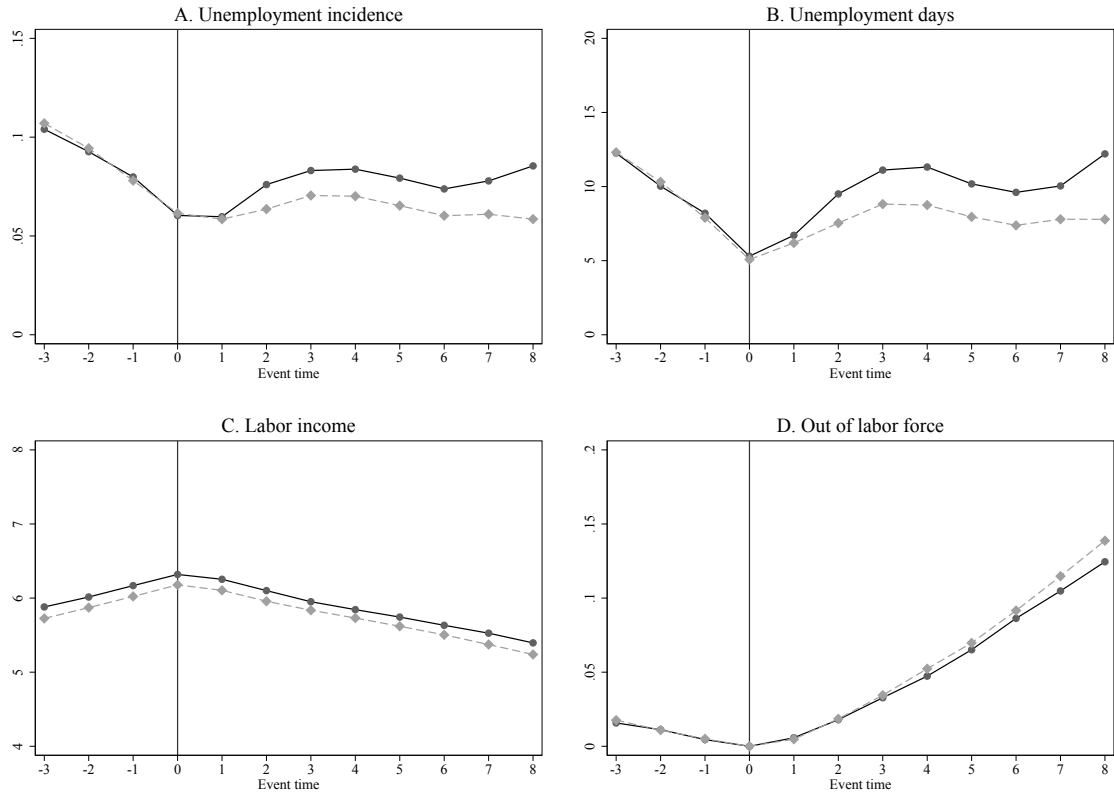 A. Unemployment incidence
.15
.1
.05
0
-3 -2 -1 0 1 2 3 4 5 6 7 8
Event time
B. Unemployment days
20
15
10
5
0
-3 -2 -1 0 1 2 3 4 5 6 7 8
Event time
C. Labor income
8
7
6
5
4
-3 -2 -1 0 1 2 3 4 5 6 7 8
Event time
D. Out of labor force
.2
.15
.1
.05
0
-3 -2 -1 0 1 2 3 4 5 6 7 8
Event time